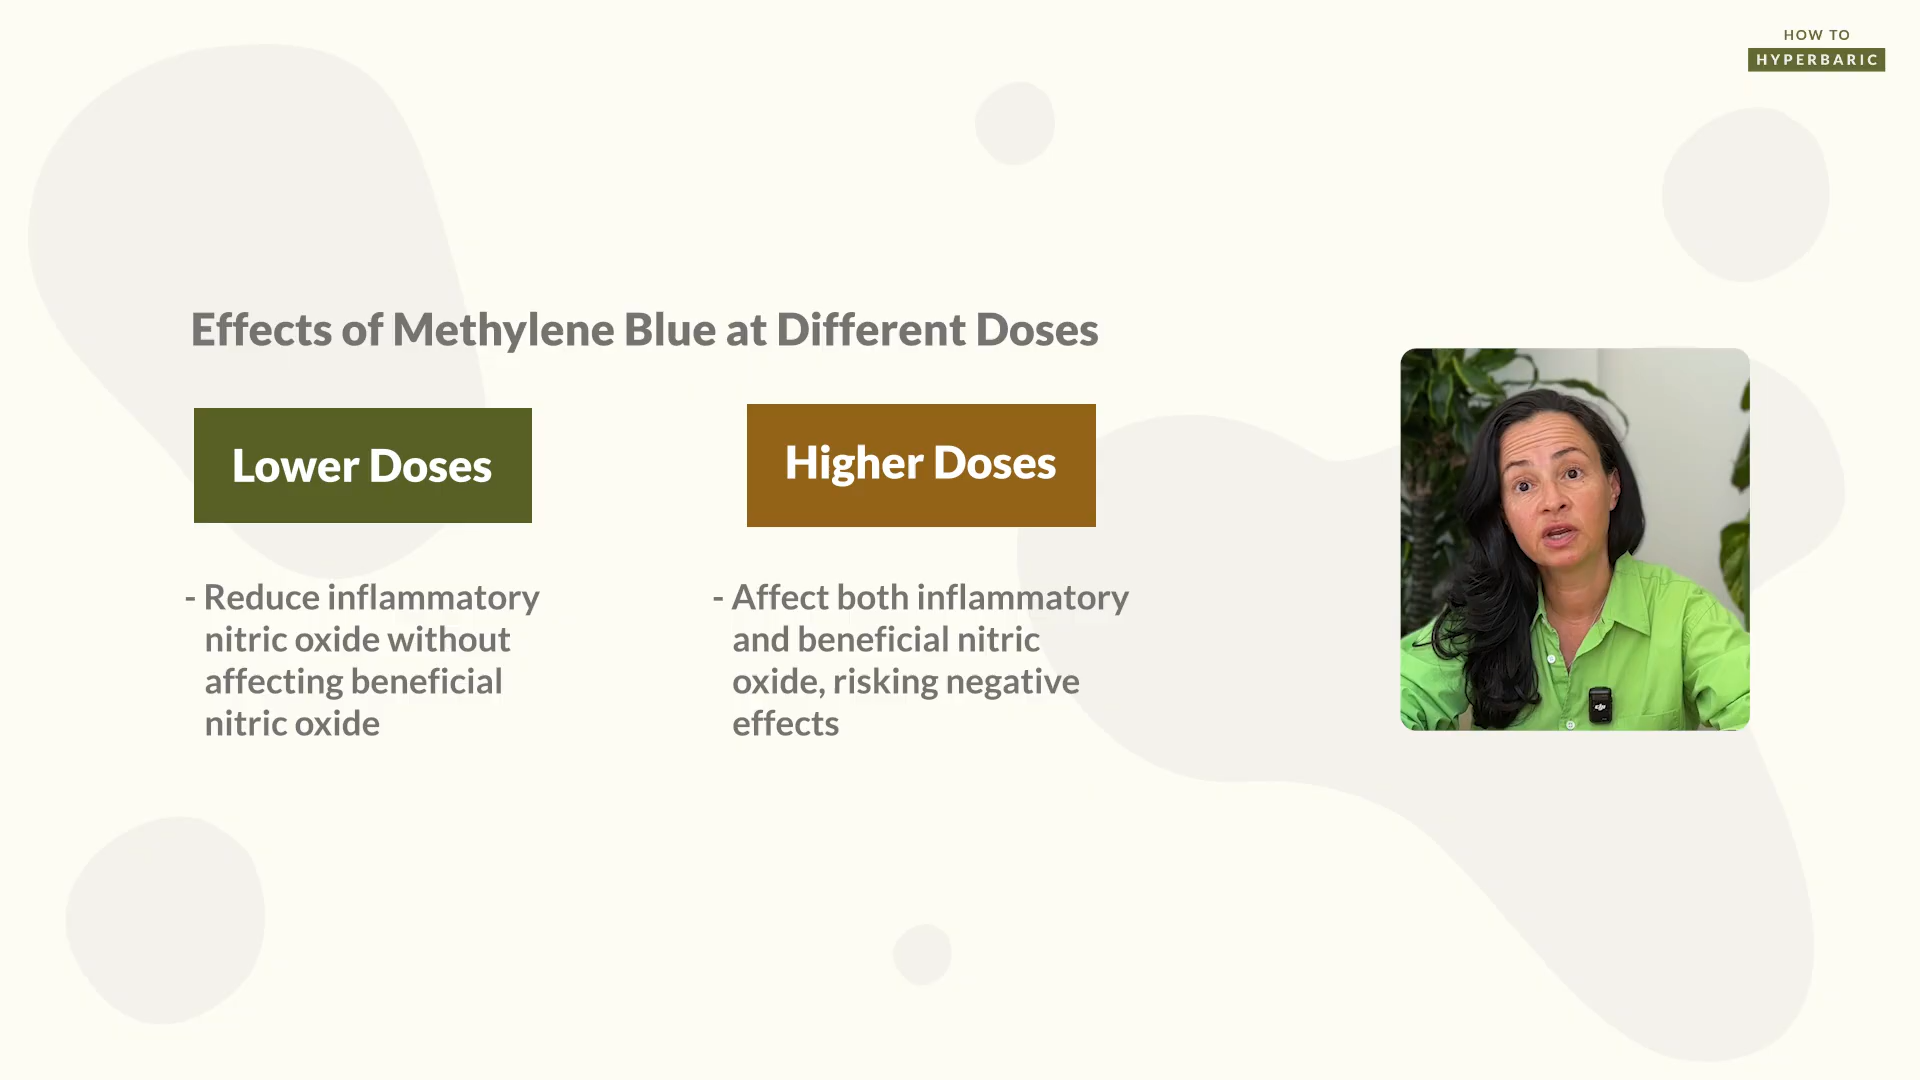 HOW TO
HYPERBARIC
Effects of Methylene Blue at Different Doses
Lower Doses
- Reduce inflammatory
nitric oxide without
affecting beneficial
nitric oxide
Higher Doses
- Affect both inflammatory
and beneficial nitric
oxide, risking negative
effects
dji